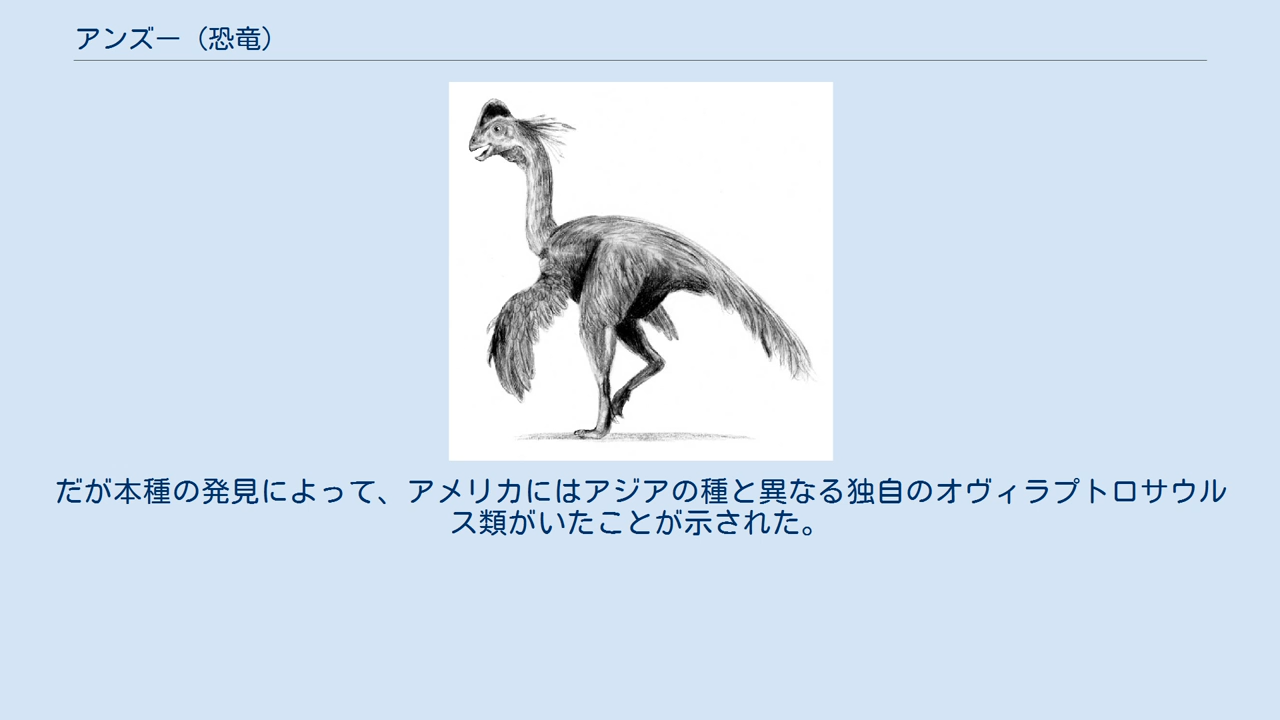 アンズー（恐竜）
だが本種の発見によって、アメリカにはアジアの種と異なる独自のオヴィラプトロサウル
ス類がいたことが示された。